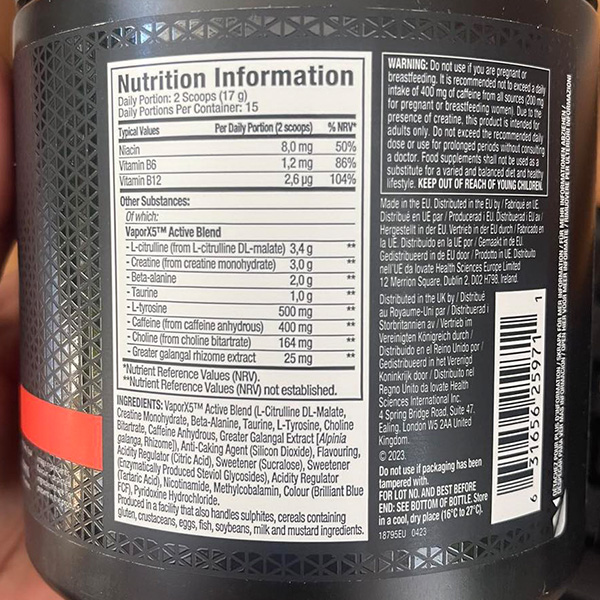 Nutrition Information
Daily Portion: 2 Scoops (17 g)
Daily Portions Per Container: 15
Typical Values Per Daily Portion (2 scoops) % NRV*
Niacin 8,0 mg 50%
Vitamin B6 1,2 mg 86%
Vitamin B12 2,6 µg 104%
Other Substances:
Of which:
VaporX5™ Active Blend
- L-citrulline (from L-citrulline DL-malate) 3,4 g **
- Creatine (from creatine monohydrate) 3,0 g **
- Beta-alanine 2,0 g **
- Taurine 1,0 g **
- L-tyrosine 500 mg **
- Caffeine (from caffeine anhydrous) 400 mg **
- Choline (from choline bitartrate) 164 mg **
- Greater galangal rhizome extract 25 mg **
*Nutrient Reference Values (NRV).
**Nutrient Reference Values (NRV) not established.
INGREDIENTS: VaporX5™ Active Blend (L-Citrulline DL-Malate,
Creatine Monohydrate, Beta-Alanine, Taurine, L-Tyrosine, Choline
Bitartrate, Caffeine Anhydrous, Greater Galangal Extract [Alpinia
galanga, Rhizome]), Anti-Caking Agent (Silicon Dioxide), Flavouring,
Acidity Regulator (Citric Acid), Sweetener (Sucralose), Sweetener
(Enzymatically Produced Steviol Glycosides), Acidity Regulator
(Tartaric Acid), Nicotinamide, Methylcobalamin, Colour (Brilliant Blue
FCF), Pyridoxine Hydrochloride.
Produced in a facility that also handles sulphites, cereals containing
gluten, crustaceans, eggs, fish, soybeans, milk and mustard ingredients.
WARNING: Do not use if you are pregnant or
breastfeeding. It is recommended not to exceed a daily
intake of 400 mg of caffeine from all sources (200 mg
for pregnant or breastfeeding women). Due to the
presence of creatine, this product is intended for
adults only. Do not exceed the recommended daily
dose or use for prolonged periods without consulting
a doctor. Food supplements shall not be used as a
substitute for a varied and balanced diet and healthy
lifestyle. KEEP OUT OF REACH OF YOUNG CHILDREN.
Made in the EU. Distributed in the EU by / Fabriqué en UE.
Distribué en UE par / Producerad i EU. Distribuerad i EU av /
Hergestellt in der EU. Vertrieb in der EU durch / Fabricado en
la UE. Distribuido en la UE por / Gemaakt in de EU.
Gedistribueerd in de EU door / Prodotto in UE. Distribuito
nell'UE da Iovate Health Sciences Europe Limited
12 Merrion Square, Dublin 2, D02 H798, Ireland.
Distributed in the UK by / Distribué
au Royaume-Uni par / Distribuerad i
Storbritannien av / Vertrieb im
Vereinigten Königreich durch /
Distribuido en el Reino Unido por /
Gedistribueerd in het Verenigd
Koninkrijk door / Distribuito nel
Regno Unito da Iovate Health
Sciences International Inc.
4 Spring Bridge Road, Suite 47,
Ealing, London W5 2AA United
Kingdom.
© 2023.
Do not use if packaging has been
tampered with.
FOR LOT NO. AND BEST BEFORE
END: SEE BOTTOM OF BOTTLE. Store
in a cool, dry place (16°C to 27°C).
18795EU 0423
6 31656 25971 1